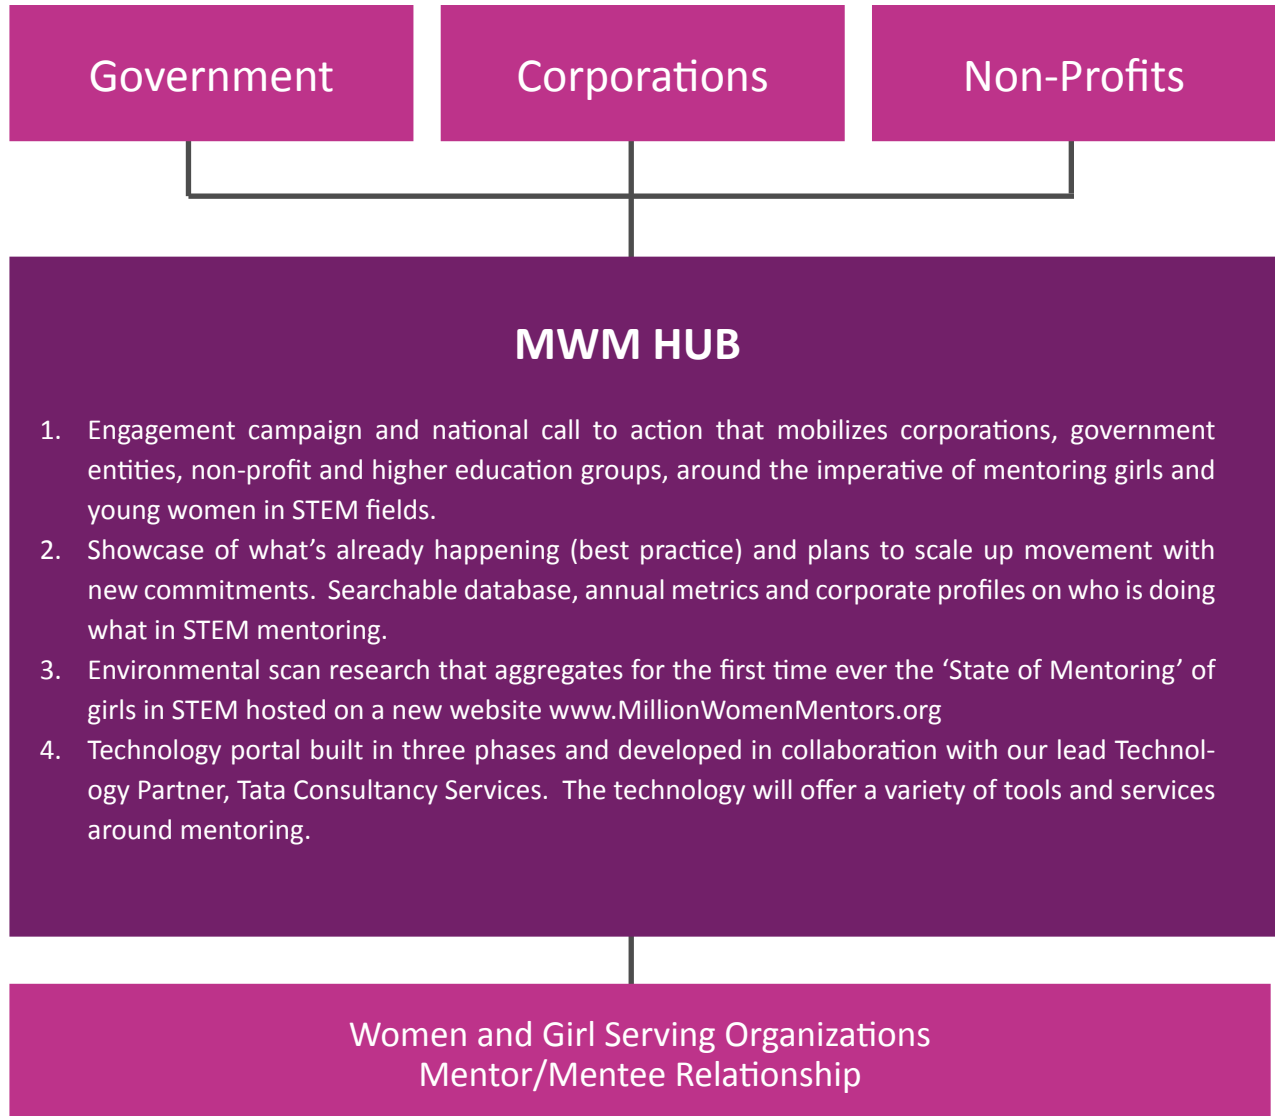 Government
Corporations
Non-Profits
MWM HUB
1. Engagement campaign and national call to action that mobilizes corporations, government
entities, non-profit and higher education groups, around the imperative of mentoring girls and
young women in STEM fields.
2. Showcase of what’s already happening (best practice) and plans to scale up movement with
new commitments.  Searchable database, annual metrics and corporate profiles on who is doing
what in STEM mentoring.
3. Environmental scan research that aggregates for the first time ever the ‘State of Mentoring’ of
girls in STEM hosted on a new website www.MillionWomenMentors.org
4. Technology portal built in three phases and developed in collaboration with our lead Technol-
ogy Partner, Tata Consultancy Services.  The technology will offer a variety of tools and services
around mentoring.
Women and Girl Serving Organizations
Mentor/Mentee Relationship